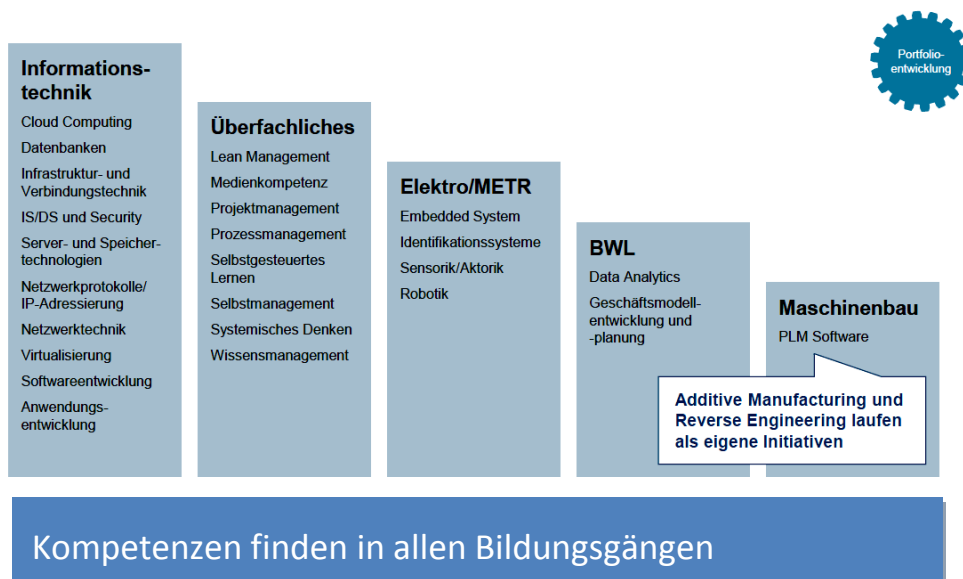 Portfolio-
entwicklung
Informations-
technik
Cloud Computing
Datenbanken
Infrastruktur- und
Verbindungstechnik
IS/DS und Security
Server- und Speicher-
technologien
Netzwerkprotokolle/
IP-Adressierung
Netzwerktechnik
Virtualisierung
Softwareentwicklung
Anwendungs-
entwicklung
Überfachliches
Lean Management
Medienkompetenz
Projektmanagement
Prozessmanagement
Selbstgesteuertes
Lernen
Selbstmanagement
Systemisches Denken
Wissensmanagement
Elektro/METR
Embedded System
Identifikationssysteme
Sensorik/Aktorik
Robotik
BWL
Data Analytics
Geschäftsmodell-
entwicklung und
-planung
Maschinenbau
PLM Software
Additive Manufacturing und
Reverse Engineering laufen
als eigene Initiativen
Kompetenzen finden in allen Bildungsgängen